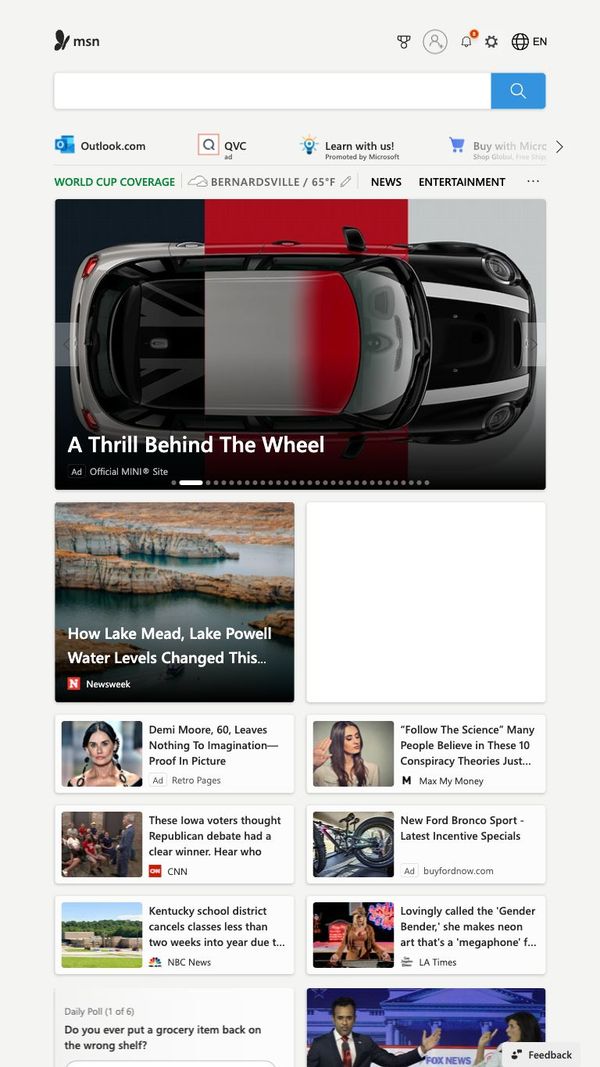 msn
8
EN
Outlook.com
QVC
ad
Learn with us!
Promoted by Microsoft
Buy with Micro
Shop Global, Free Ship
WORLD CUP COVERAGE
BERNARDSVILLE / 65°F
NEWS
ENTERTAINMENT
...
A Thrill Behind The Wheel
Ad Official MINI® Site
How Lake Mead, Lake Powell
Water Levels Changed This...
N Newsweek
Demi Moore, 60, Leaves
Nothing To Imagination—
Proof In Picture
Ad Retro Pages
“Follow The Science” Many
People Believe in These 10
Conspiracy Theories Just...
M Max My Money
These Iowa voters thought
Republican debate had a
clear winner. Hear who
CNN CNN
New Ford Bronco Sport -
Latest Incentive Specials
Ad buyfordnow.com
Kentucky school district
cancels classes less than
two weeks into year due t...
NBC News
Lovingly called the 'Gender
Bender,' she makes neon
art that's a 'megaphone' f...
LA Times
Daily Poll (1 of 6)
Do you ever put a grocery item back on
the wrong shelf?
FOX NEWS
Feedback